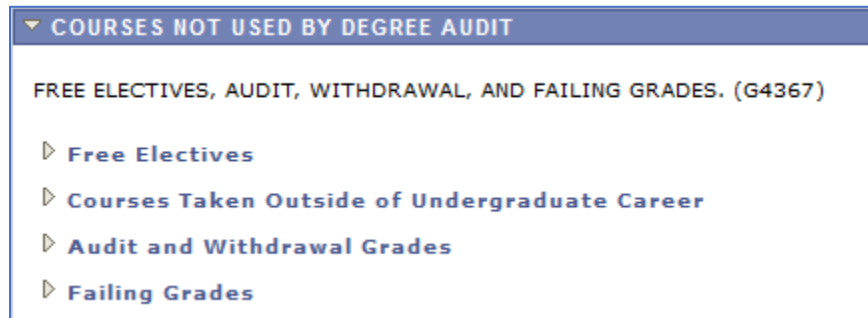 COURSES NOT USED BY DEGREE AUDIT
FREE ELECTIVES, AUDIT, WITHDRAWAL, AND FAILING GRADES. (G4367)
Free Electives
Courses Taken Outside of Undergraduate Career
Audit and Withdrawal Grades
Failing Grades